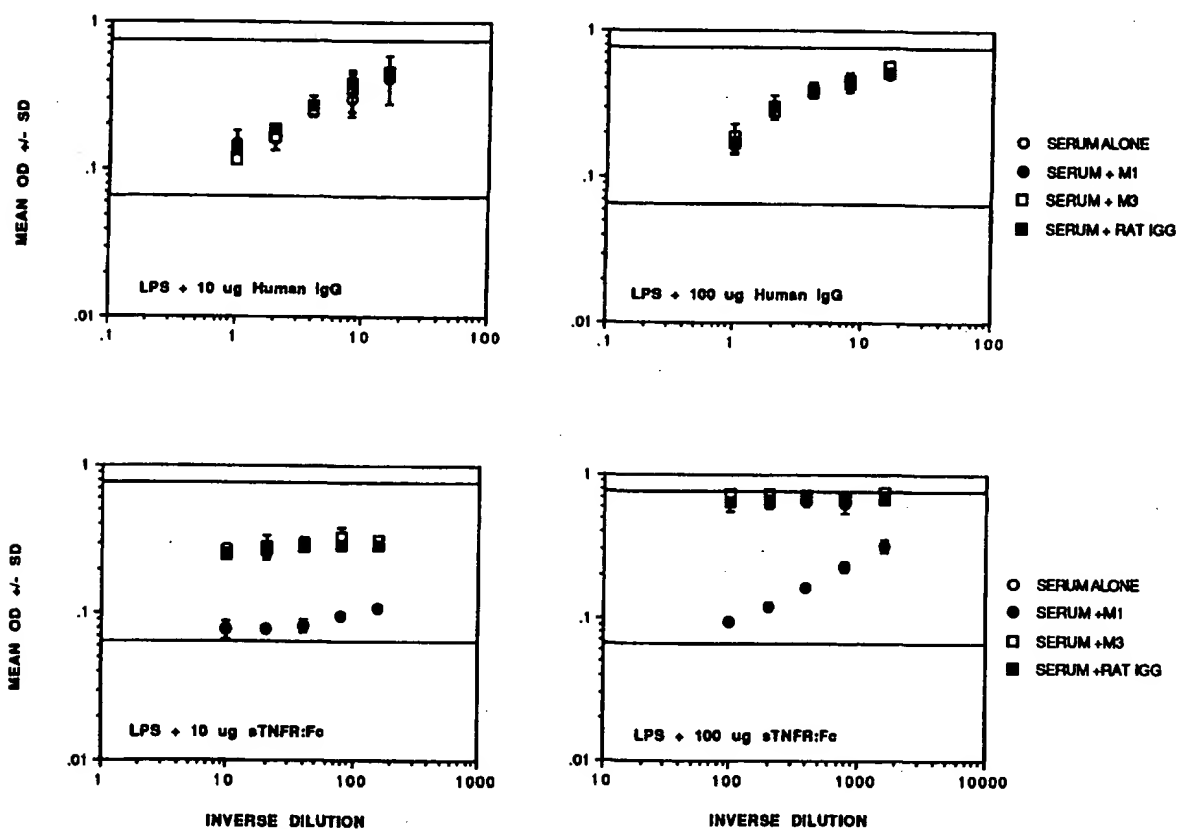 MEAN OD +/- SD
1
.1
.01
LPS + 10 ug Human IgG
.1
1
10
100
1
.1
.01
LPS + 100 ug Human IgG
.1
1
10
100
SERUM ALONE
SERUM + M1
SERUM + M3
SERUM + RAT IGG
MEAN OD +/- SD
1
.1
.01
LPS + 10 ug sTNFR:Fc
1
10
100
1000
INVERSE DILUTION
1
.1
.01
LPS + 100 ug sTNFR:Fc
10
100
1000
10000
INVERSE DILUTION
SERUM ALONE
SERUM +M1
SERUM +M3
SERUM +RAT IGG